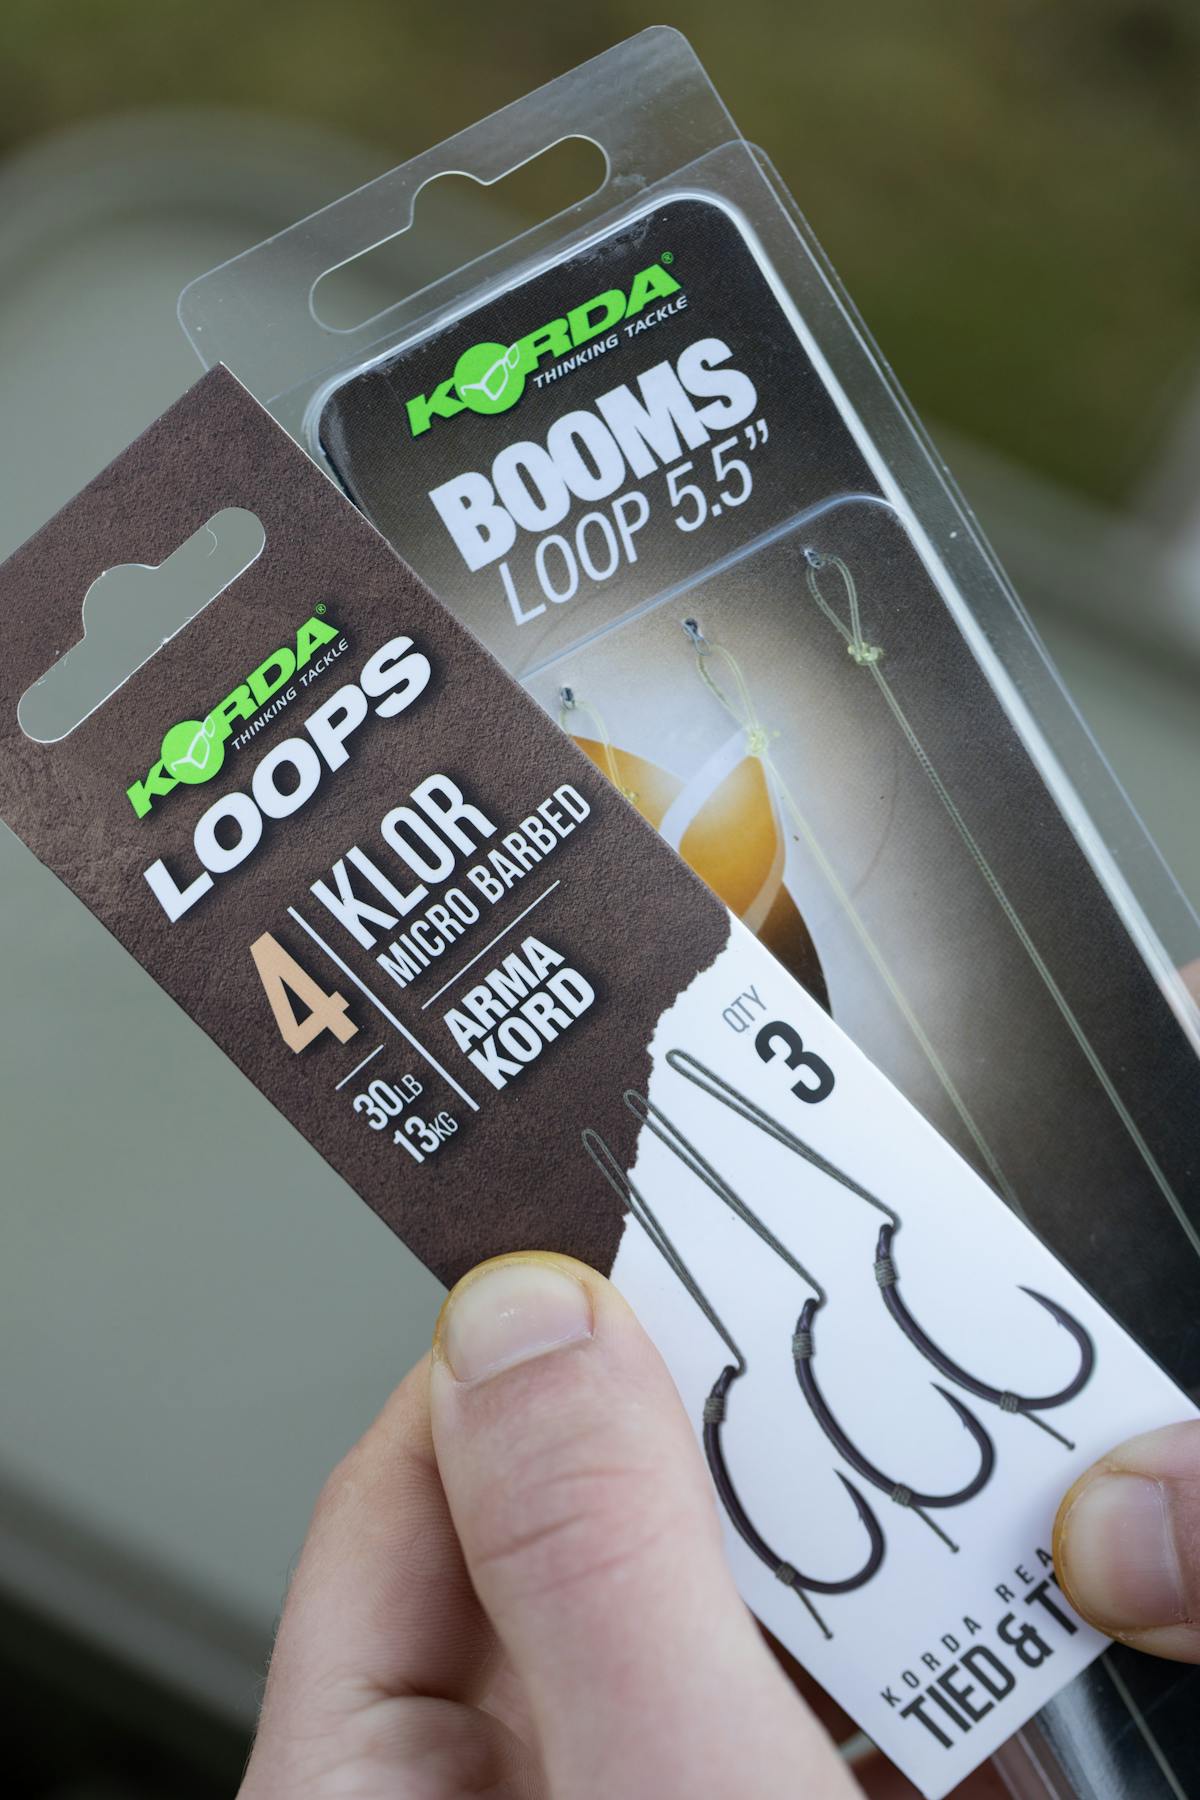 KORDA®
THINKING TACKLE
BOOMS
LOOP 5.5”
KORDA®
THINKING TACKLE
LOOPS
4
30LB
13KG
KLOR
MICRO BARBED
ARMA
KORD
QTY
3
KORDA
TIED &